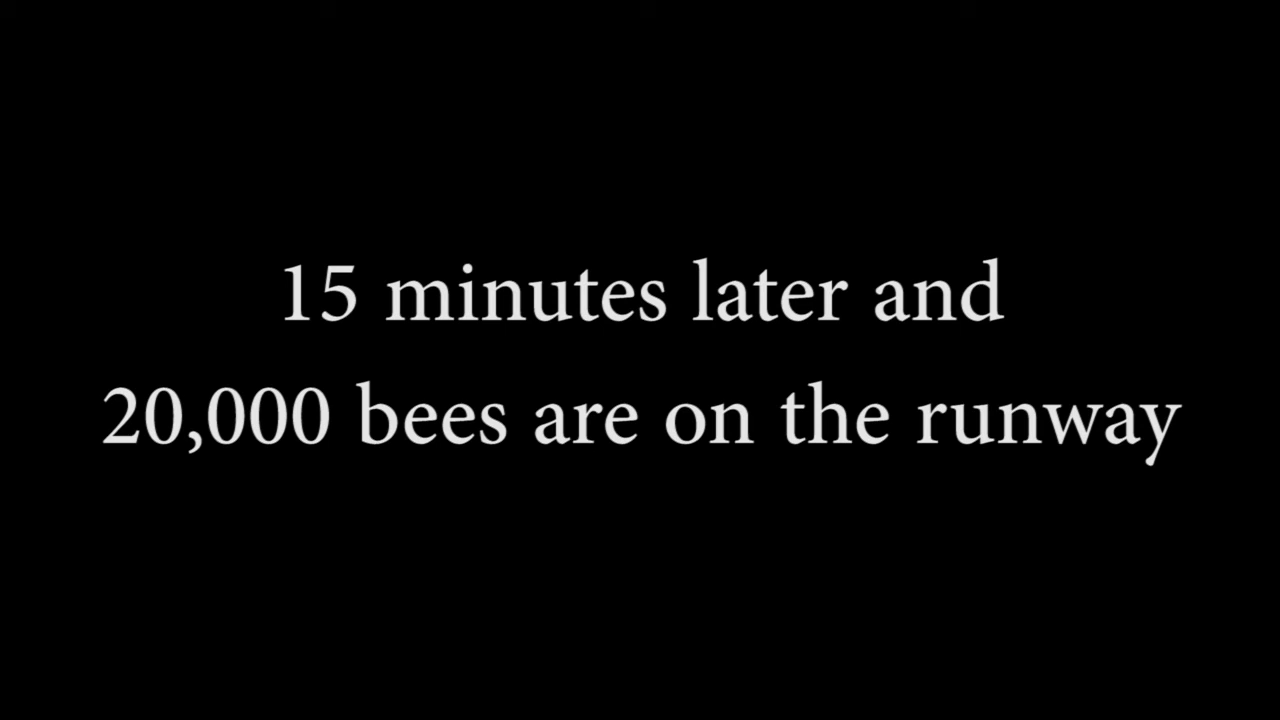 15 minutes later and
20,000 bees are on the runway